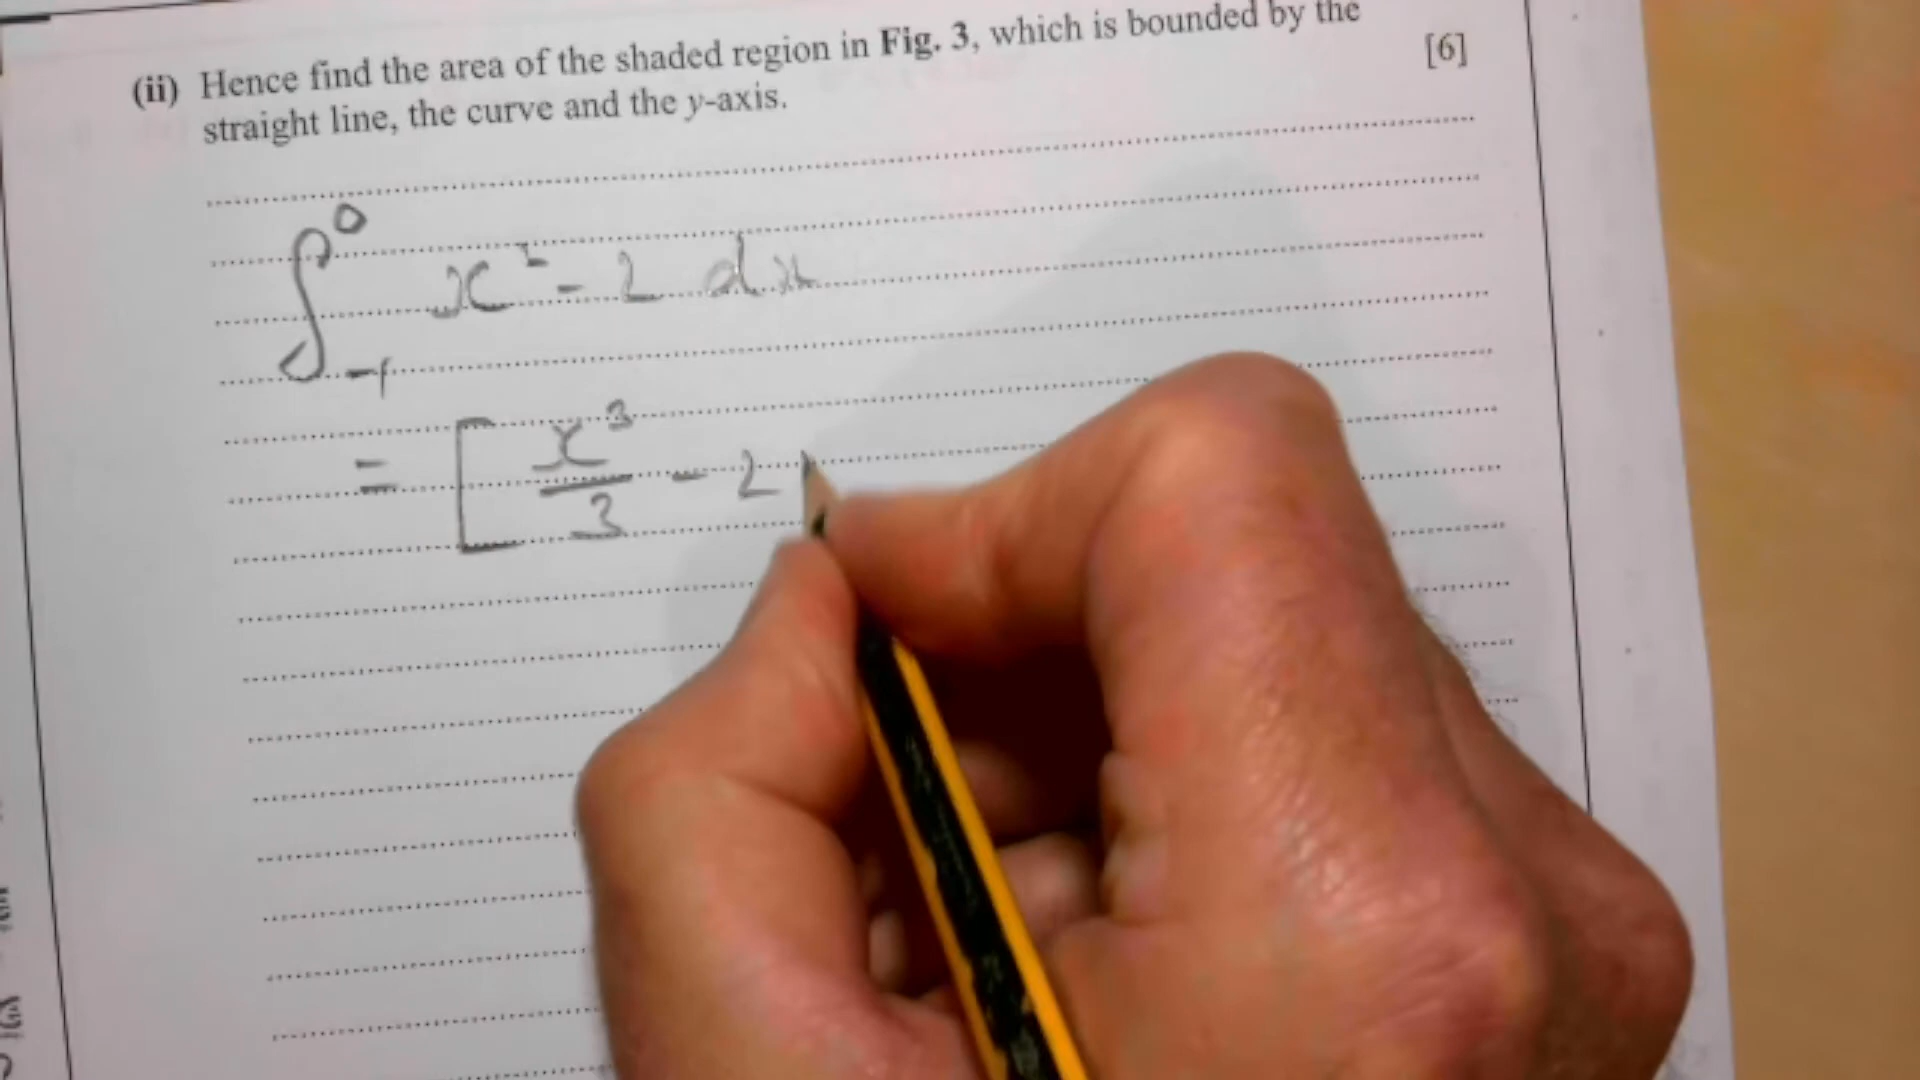 (ii) Hence find the area of the shaded region in Fig. 3, which is bounded by the
straight line, the curve and the y-axis. [6]
∫₋₁⁰ x² - 2 dx
= [x³/3 - 2